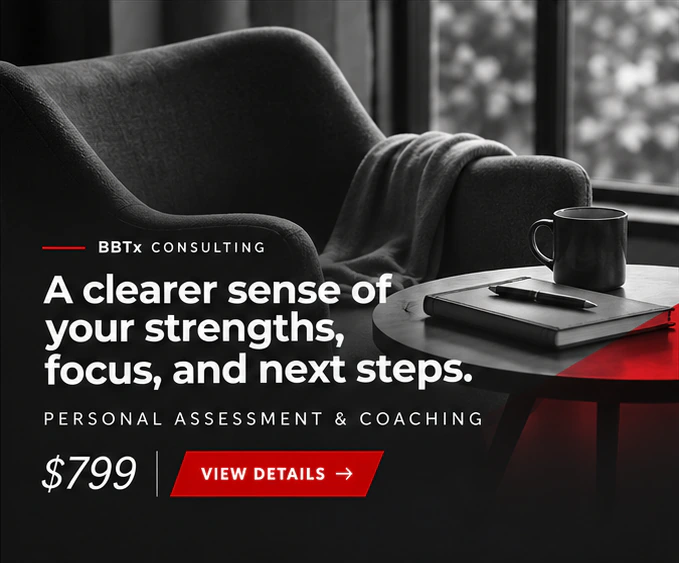 BBTx CONSULTING
A clearer sense of
your strengths,
focus, and next steps.
PERSONAL ASSESSMENT & COACHING
$799
VIEW DETAILS →